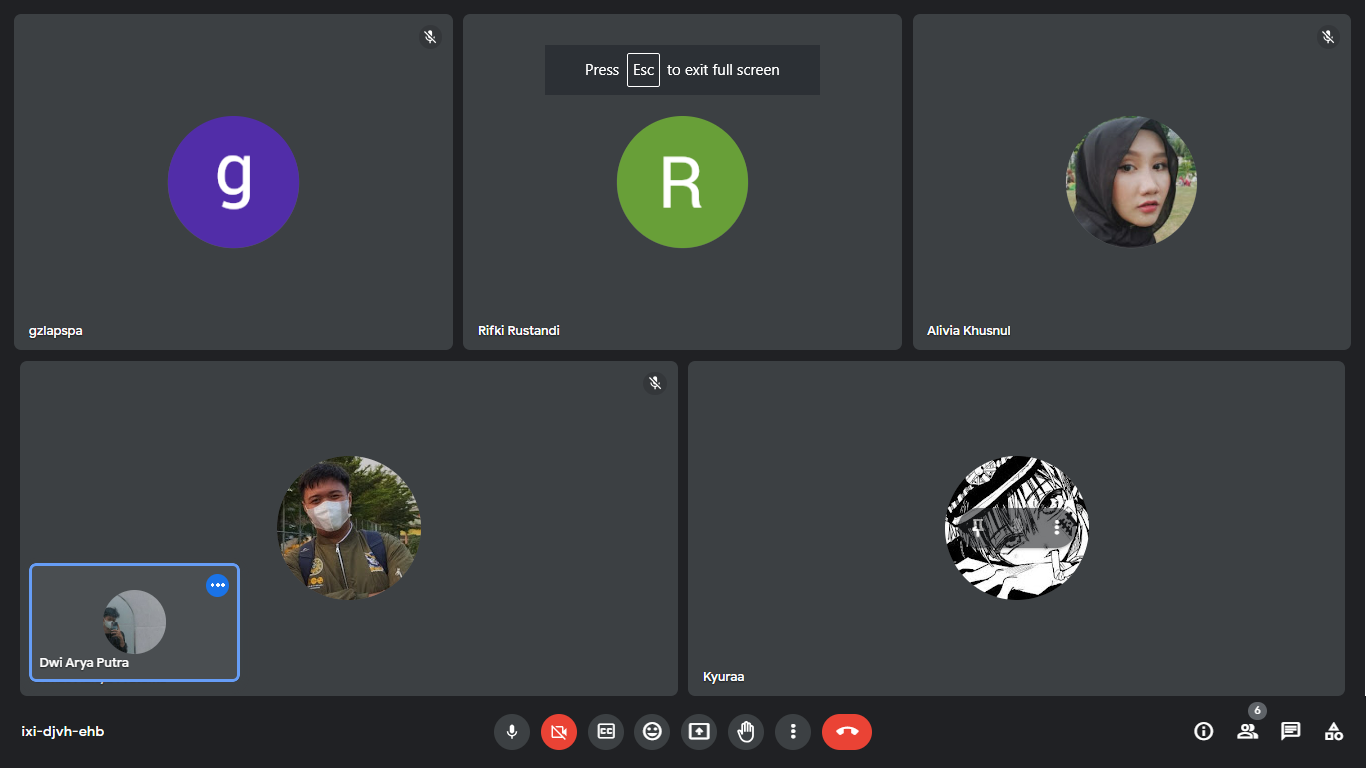 g
R
Press Esc to exit full screen
gzlapspa
Rifki Rustandi
Alivia Khusnul
Dwi Arya Putra
Kyuraa
ixi-djvh-ehb
CC
6